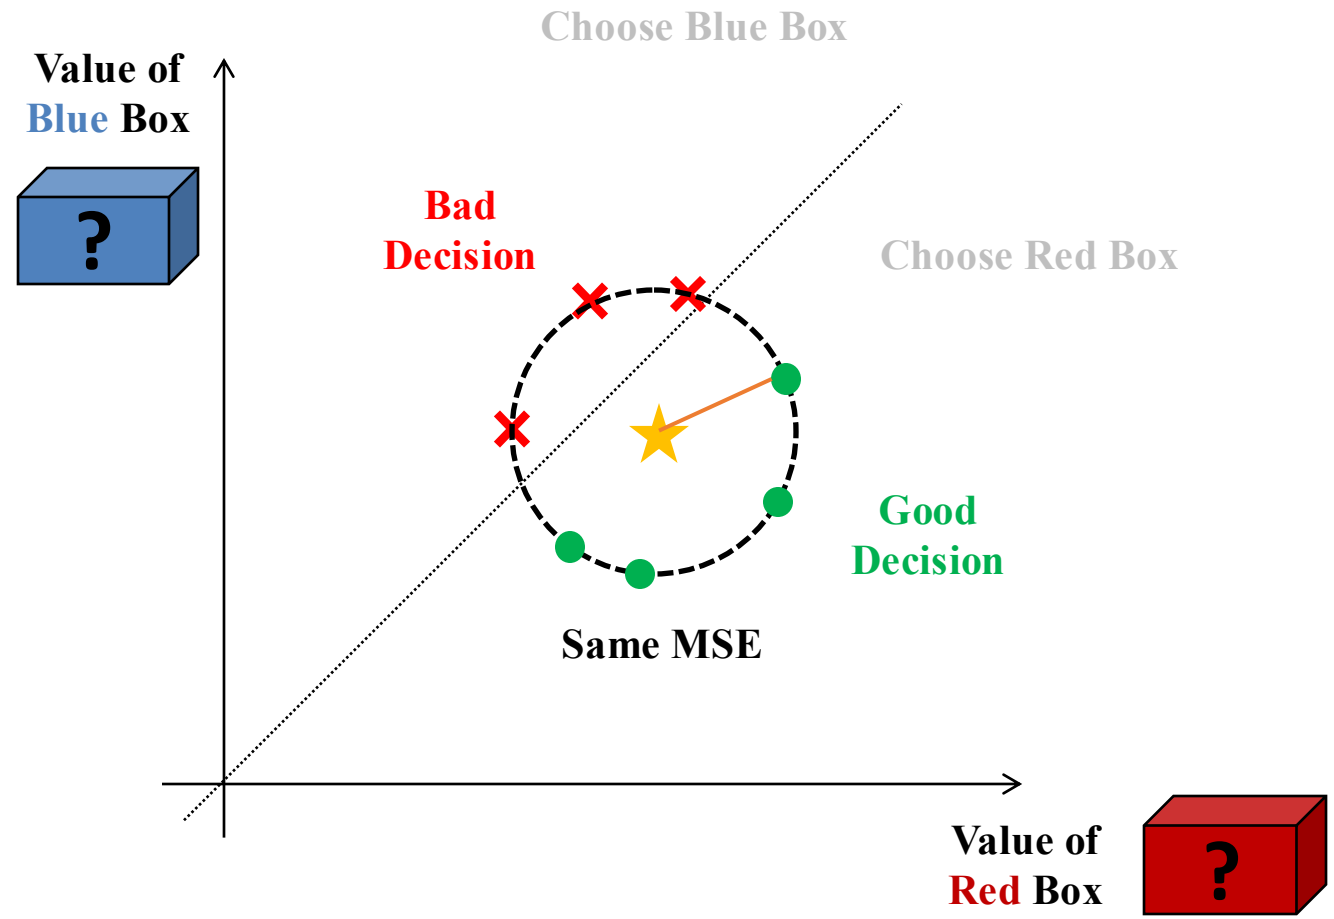 Choose Blue Box
Value of
Blue Box
?
Bad
Decision
Choose Red Box
Good
Decision
Same MSE
Value of
Red Box
?